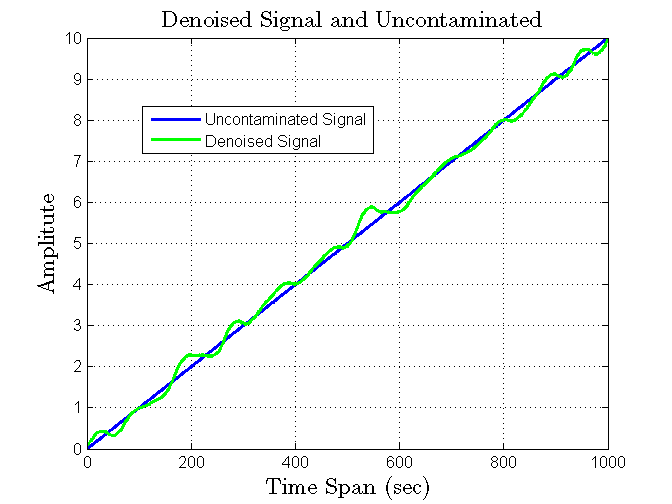 Denoised Signal and Uncontaminated
10
9
8
7
6
5
4
3
2
1
0
Amplitude
Uncontaminated Signal
Denoised Signal
0 200 400 600 800 1000
Time Span (sec)